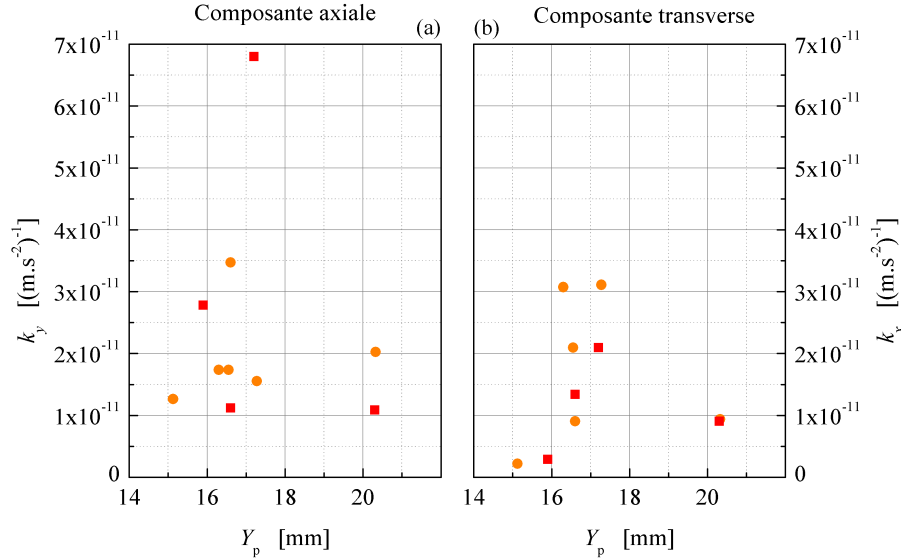 Composante axiale
(a)
7x10⁻¹¹
6x10⁻¹¹
5x10⁻¹¹
4x10⁻¹¹
3x10⁻¹¹
2x10⁻¹¹
1x10⁻¹¹
0
k_y [(m.s⁻²)⁻¹]
14 16 18 20
Y_p [mm]
Composante transverse
(b)
7x10⁻¹¹
6x10⁻¹¹
5x10⁻¹¹
4x10⁻¹¹
3x10⁻¹¹
2x10⁻¹¹
1x10⁻¹¹
0
k_x [(m.s⁻²)⁻¹]
14 16 18 20
Y_p [mm]